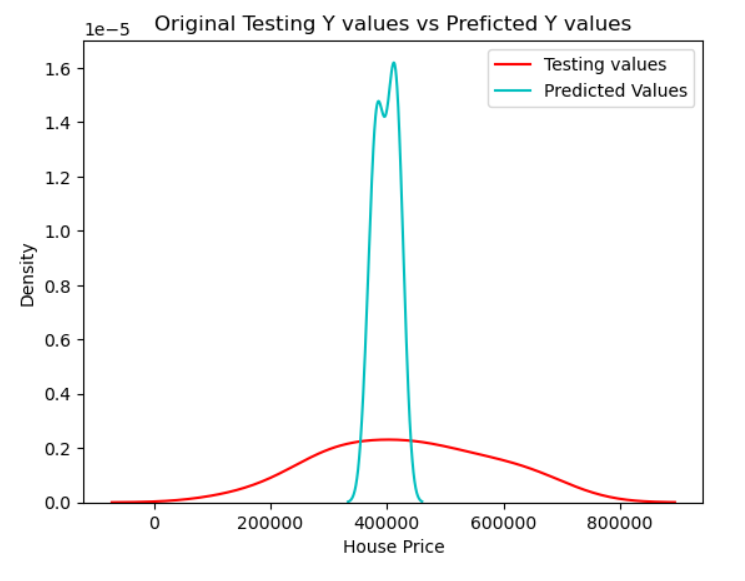 Original Testing Y values vs Preficted Y values
1e−5
Testing values
Predicted Values
1.6
1.4
1.2
1.0
0.8
0.6
0.4
0.2
0.0
Density
0 200000 400000 600000 800000
House Price